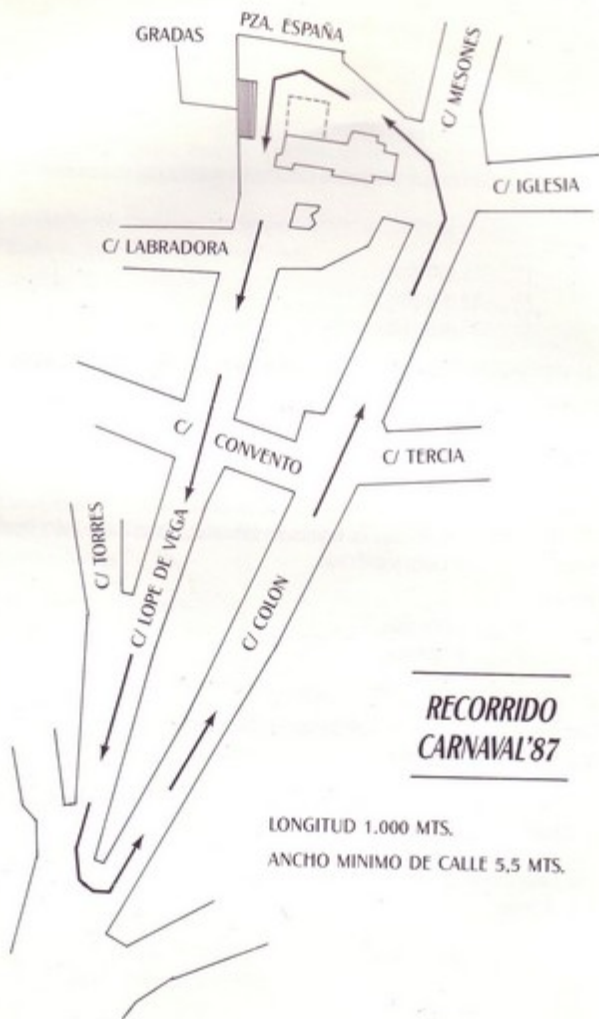 PZA. ESPAÑA
GRADAS
C/ MESONES
C/ IGLESIA
C/ LABRADORA
C/ CONVENTO
C/ TERCIA
C/ TORRES
C/ LOPE DE VEGA
C/ COLON
RECORRIDO
CARNAVAL'87
LONGITUD 1.000 MTS.
ANCHO MINIMO DE CALLE 5,5 MTS.